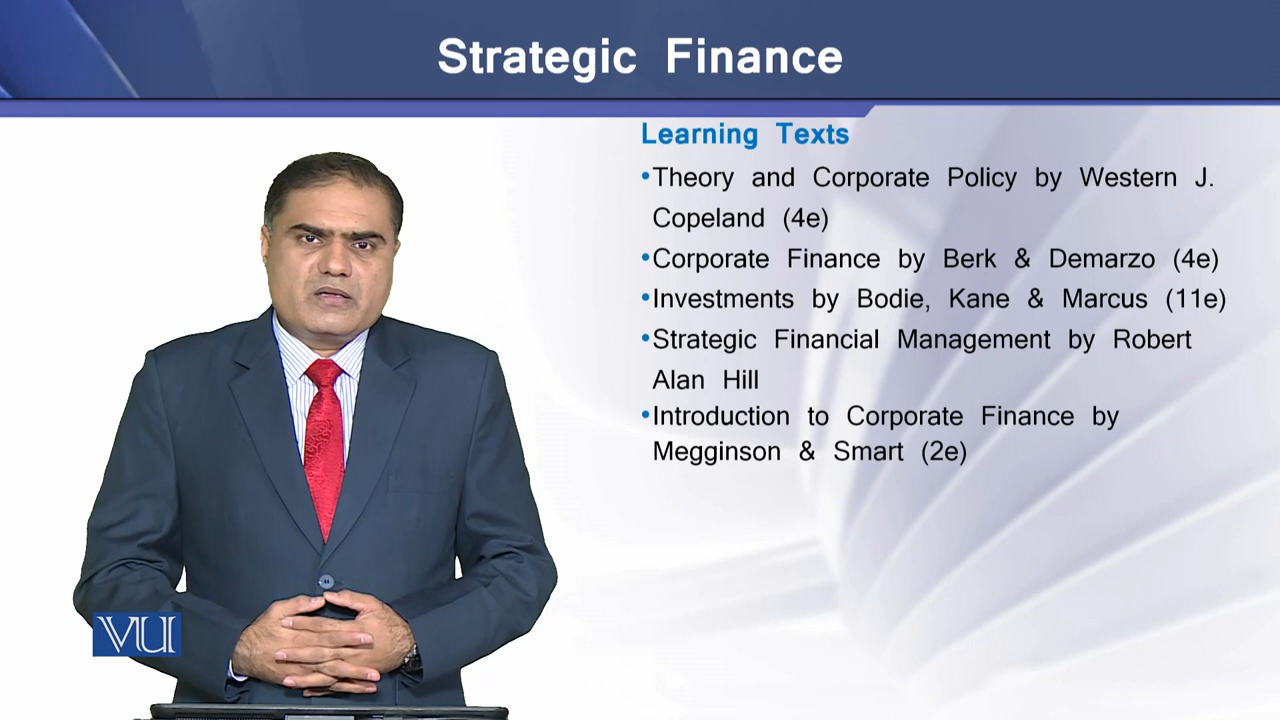 Strategic Finance
Learning Texts
•Theory and Corporate Policy by Western J.
Copeland (4e)
•Corporate Finance by Berk & Demarzo (4e)
•Investments by Bodie, Kane & Marcus (11e)
•Strategic Financial Management by Robert
Alan Hill
•Introduction to Corporate Finance by
Megginson & Smart (2e)
VU